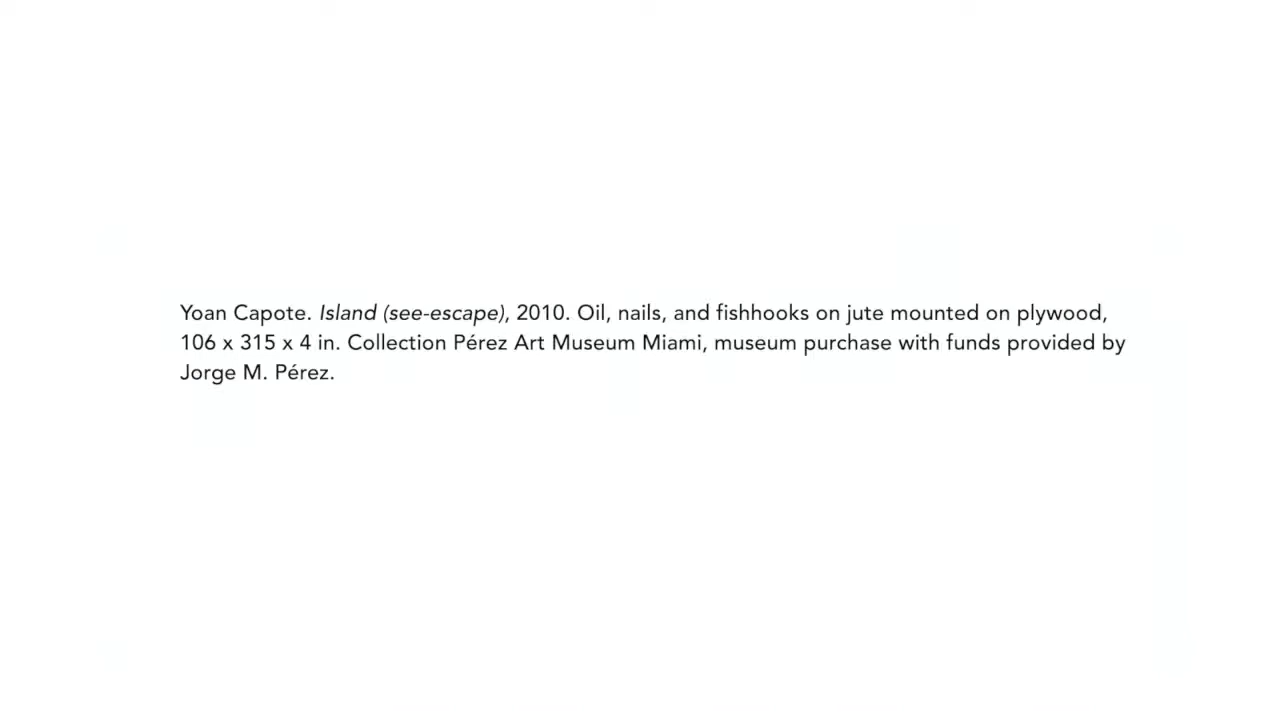 Yoan Capote. Island (see-escape), 2010. Oil, nails, and fishhooks on jute mounted on plywood,
106 x 315 x 4 in. Collection Pérez Art Museum Miami, museum purchase with funds provided by
Jorge M. Pérez.